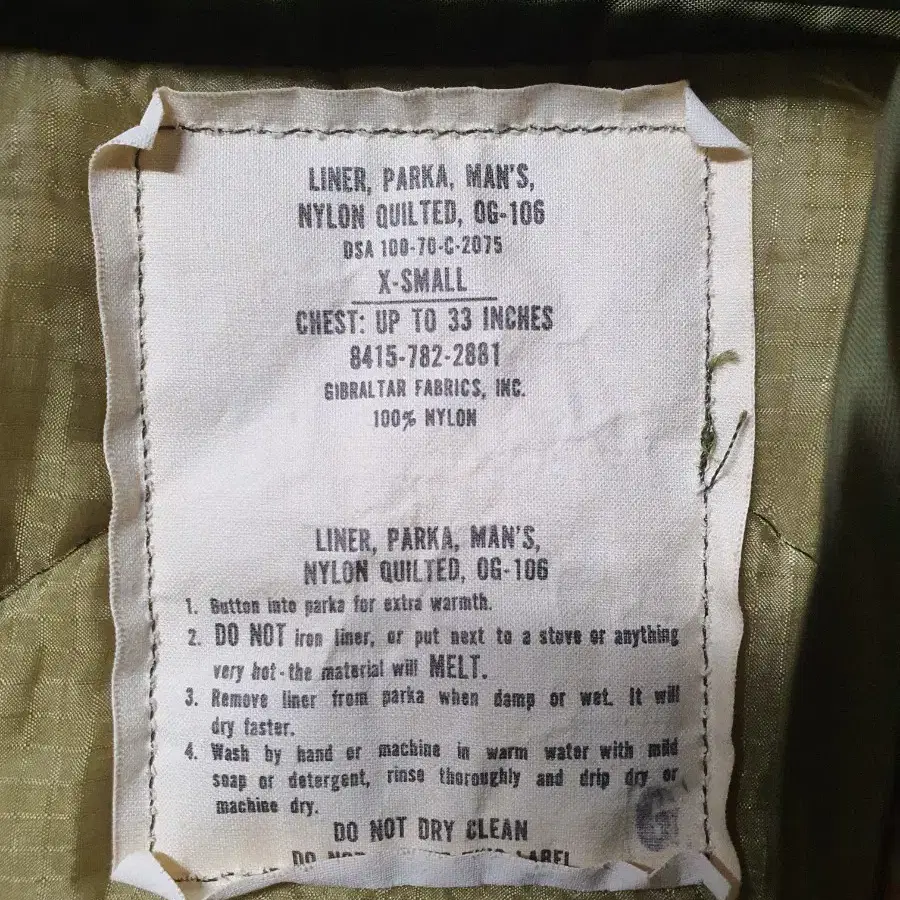 LINER, PARKA, MAN'S,
NYLON QUILTED, OG-106
DSA 100-70-C-2075
X-SMALL
CHEST: UP TO 33 INCHES
8415-782-2881
GIBRALTAR FABRICS, INC.
100% NYLON
LINER, PARKA, MAN'S,
NYLON QUILTED, OG-106
1. Button into parka for extra warmth.
2. DO NOT iron liner, or put next to a stove or anything
very hot - the material will MELT.
3. Remove liner from parka when damp or wet. It will
dry faster.
4. Wash by hand or machine in warm water with mild
soap or detergent, rinse thoroughly and drip dry or
machine dry.
G
DO NOT DRY CLEAN
DO NOT THIS LABEL